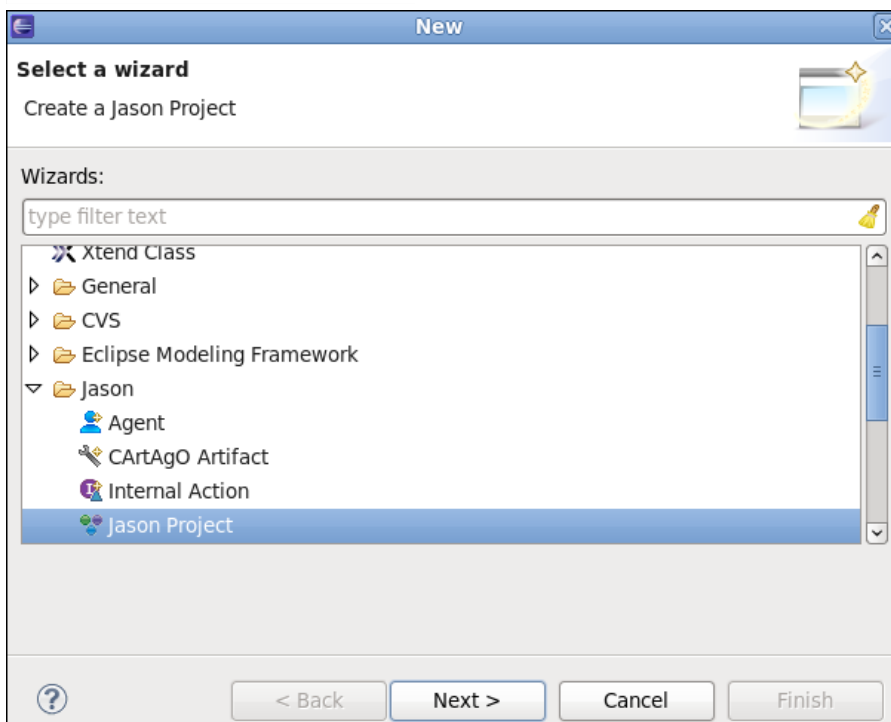 New
Select a wizard
Create a Jason Project
Wizards:
type filter text
Xtend Class
General
CVS
Eclipse Modeling Framework
Jason
Agent
CArtAgO Artifact
Internal Action
Jason Project
< Back Next > Cancel Finish